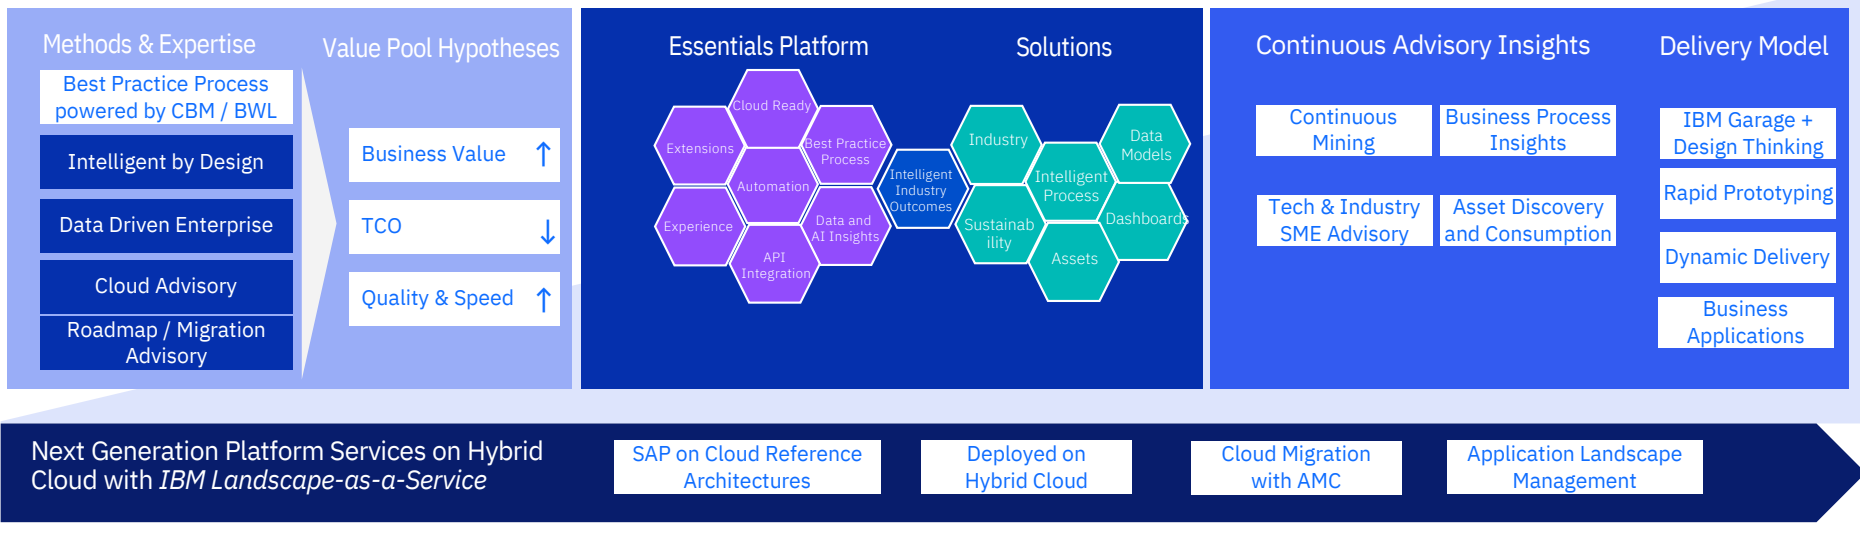 Methods & Expertise
Best Practice Process
powered by CBM / BWL
Intelligent by Design
Data Driven Enterprise
Cloud Advisory
Roadmap / Migration
Advisory
Value Pool Hypotheses
Business Value ↑
TCO ↓
Quality & Speed ↑
Essentials Platform
Cloud Ready
Extensions
Best Practice
Process
Automation
Experience
Data and
AI Insights
API
Integration
Intelligent
Industry
Outcomes
Solutions
Industry
Data
Models
Intelligent
Process
Sustainab
ility
Dashboards
Assets
Continuous Advisory Insights
Continuous
Mining
Business Process
Insights
Tech & Industry
SME Advisory
Asset Discovery
and Consumption
Delivery Model
IBM Garage +
Design Thinking
Rapid Prototyping
Dynamic Delivery
Business
Applications
Next Generation Platform Services on Hybrid
Cloud with IBM Landscape-as-a-Service
SAP on Cloud Reference
Architectures
Deployed on
Hybrid Cloud
Cloud Migration
with AMC
Application Landscape
Management